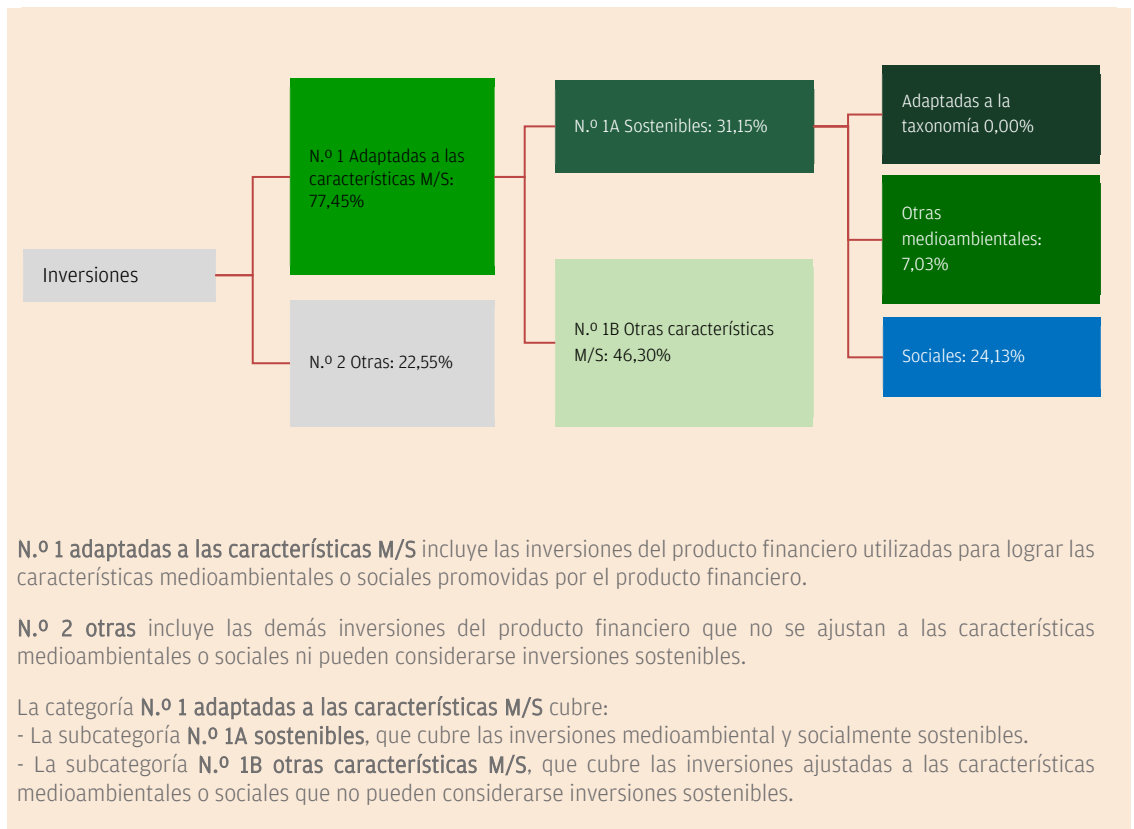 Inversiones
N.º 1 Adaptadas a las
características M/S:
77,45%
N.º 2 Otras: 22,55%
N.º 1A Sostenibles: 31,15%
N.º 1B Otras características
M/S: 46,30%
Adaptadas a la
taxonomía 0,00%
Otras
medioambientales:
7,03%
Sociales: 24,13%
N.º 1 adaptadas a las características M/S incluye las inversiones del producto financiero utilizadas para lograr las
características medioambientales o sociales promovidas por el producto financiero.
N.º 2 otras incluye las demás inversiones del producto financiero que no se ajustan a las características
medioambientales o sociales ni pueden considerarse inversiones sostenibles.
La categoría N.º 1 adaptadas a las características M/S cubre:
- La subcategoría N.º 1A sostenibles, que cubre las inversiones medioambiental y socialmente sostenibles.
- La subcategoría N.º 1B otras características M/S, que cubre las inversiones ajustadas a las características
medioambientales o sociales que no pueden considerarse inversiones sostenibles.